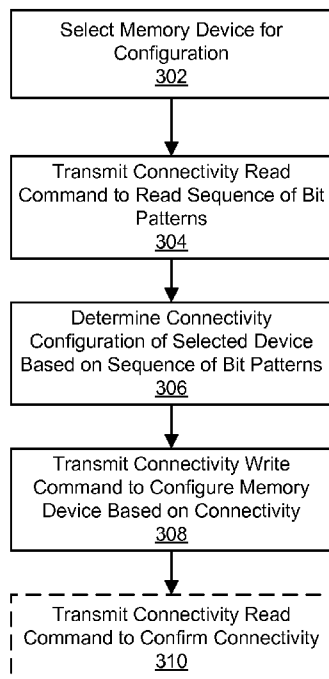 Select Memory Device for
Configuration
302
Transmit Connectivity Read
Command to Read Sequence of Bit
Patterns
304
Determine Connectivity
Configuration of Selected Device
Based on Sequence of Bit Patterns
306
Transmit Connectivity Write
Command to Configure Memory
Device Based on Connectivity
308
Transmit Connectivity Read
Command to Confirm Connectivity
310